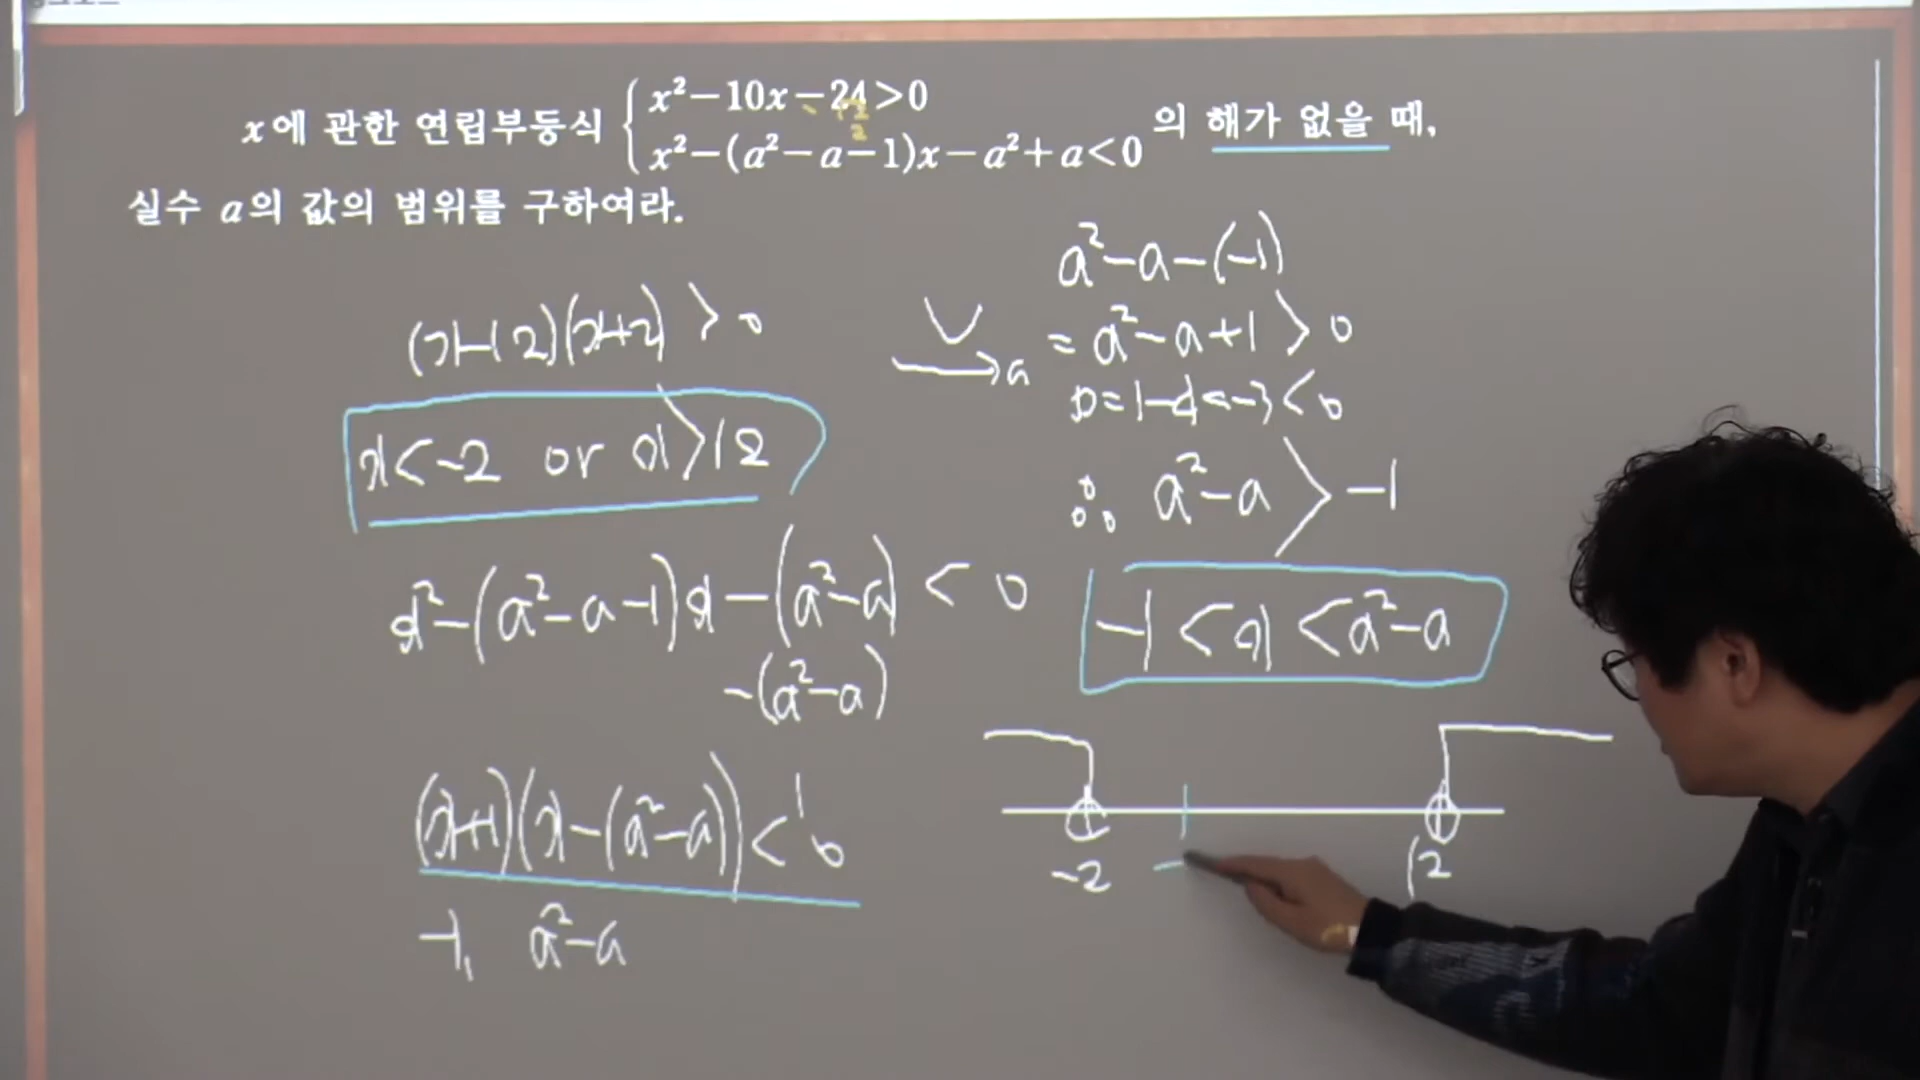 x에 관한 연립부등식 { x²-10x-24>0
x²-(a²-a-1)x-a²+a<0 의 해가 없을 때,
실수 a의 값의 범위를 구하여라.
(x-12)(x+2) > 0
x<-2 or x>12
x²-(a²-a-1)x-(a²-a) < 0
-(a²-a)
(x+1)(x-(a²-a)) < 0
-1, a²-a
a²-a-(-1)
a
= a²-a+1 > 0
D=1-4=-3<0
∴ a²-a > -1
-1 < x < a²-a
-2 12